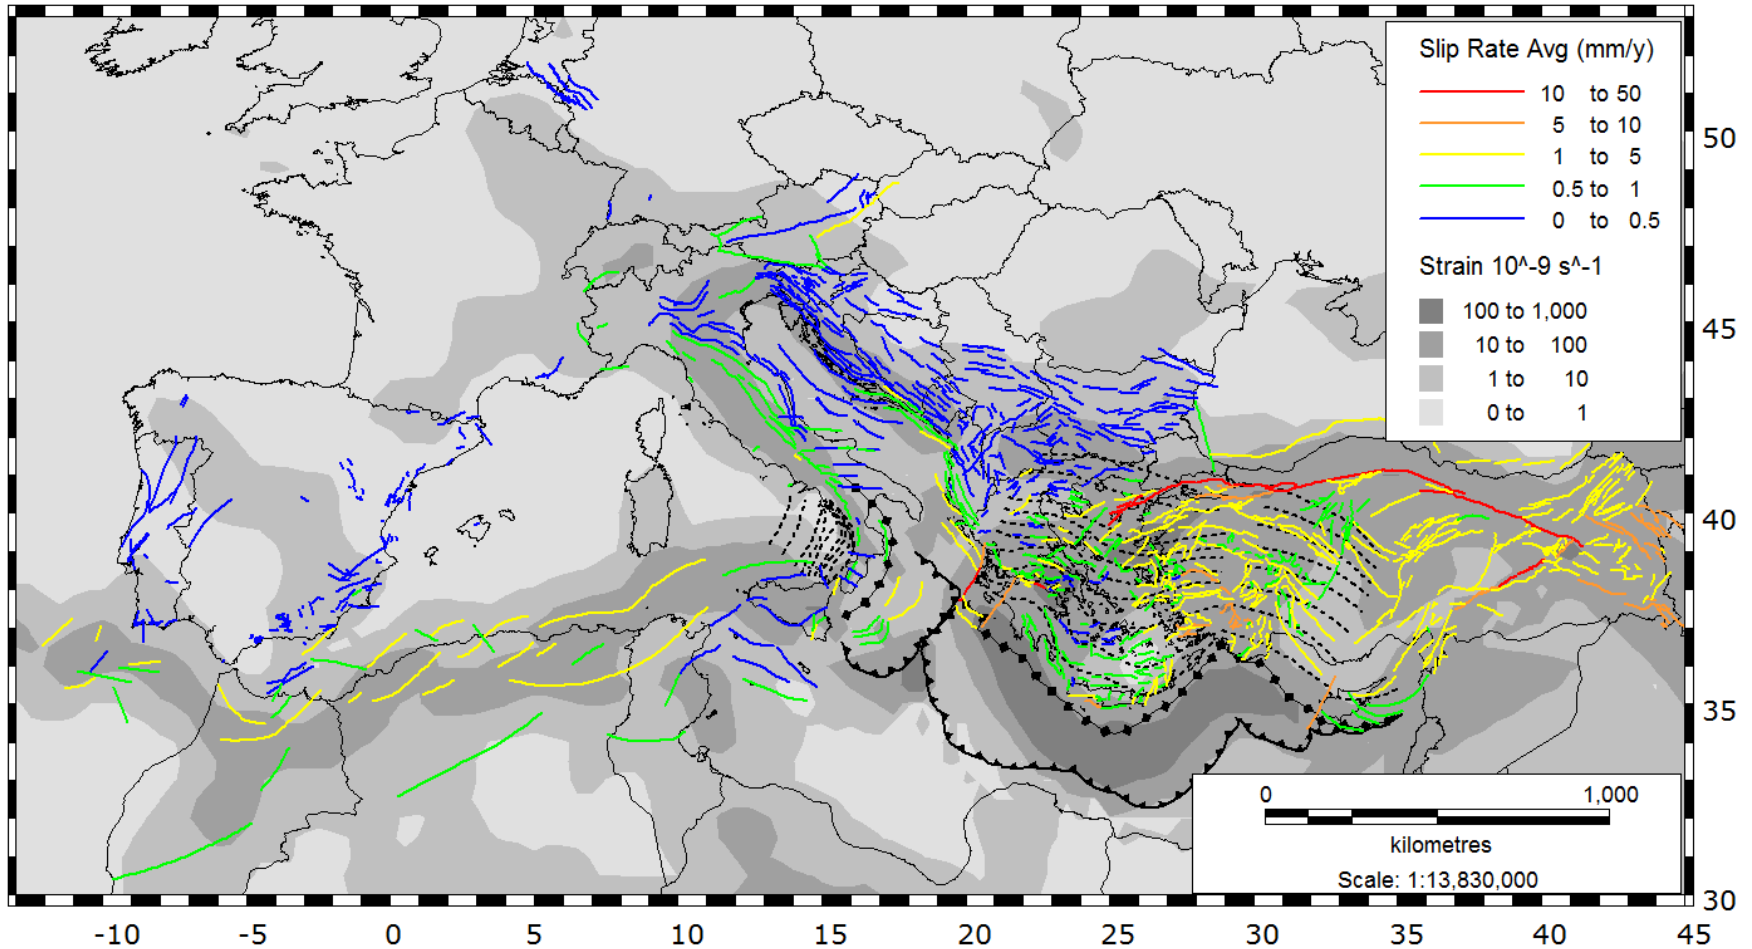 Slip Rate Avg (mm/y)
10 to 50
5 to 10
1 to 5
0.5 to 1
0 to 0.5
Strain 10^-9 s^-1
100 to 1,000
10 to 100
1 to 10
0 to 1
50
45
40
35
30
0 1,000
kilometres
Scale: 1:13,830,000
-10 -5 0 5 10 15 20 25 30 35 40 45